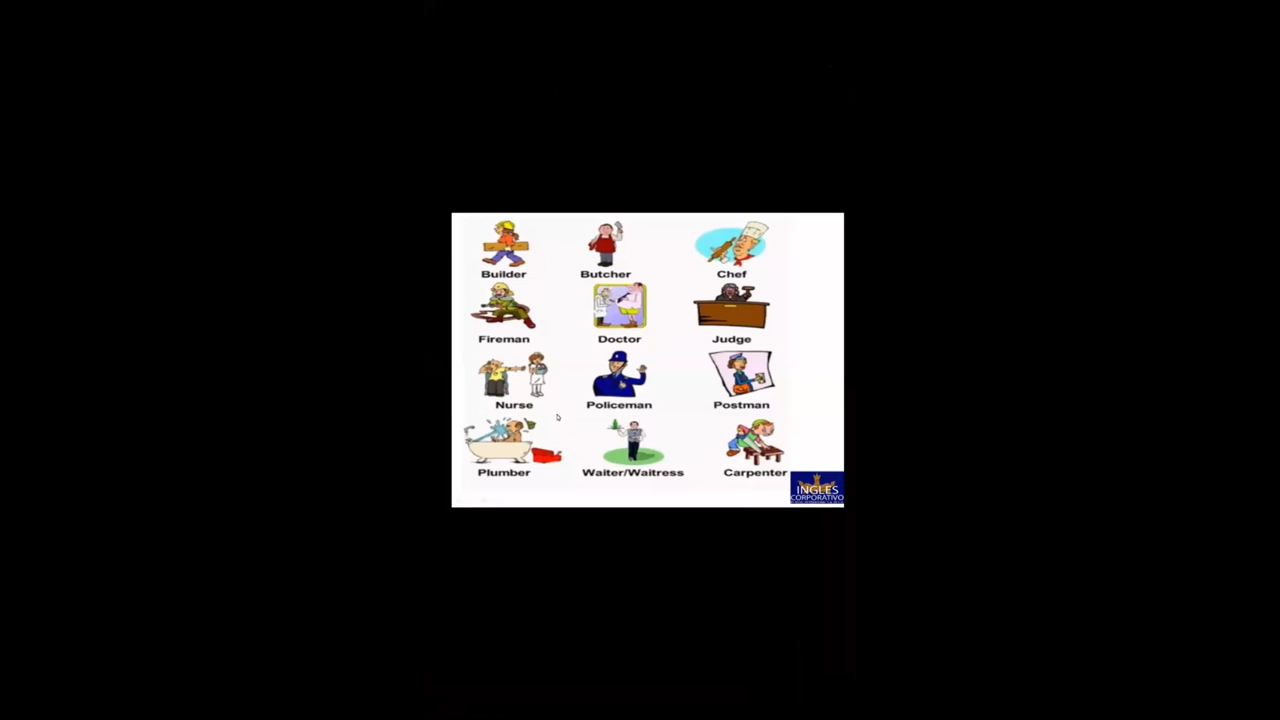 Builder Butcher Chef
Fireman Doctor Judge
Nurse Policeman Postman
Plumber Waiter/Waitress Carpenter
INGLES
CORPORATIVO